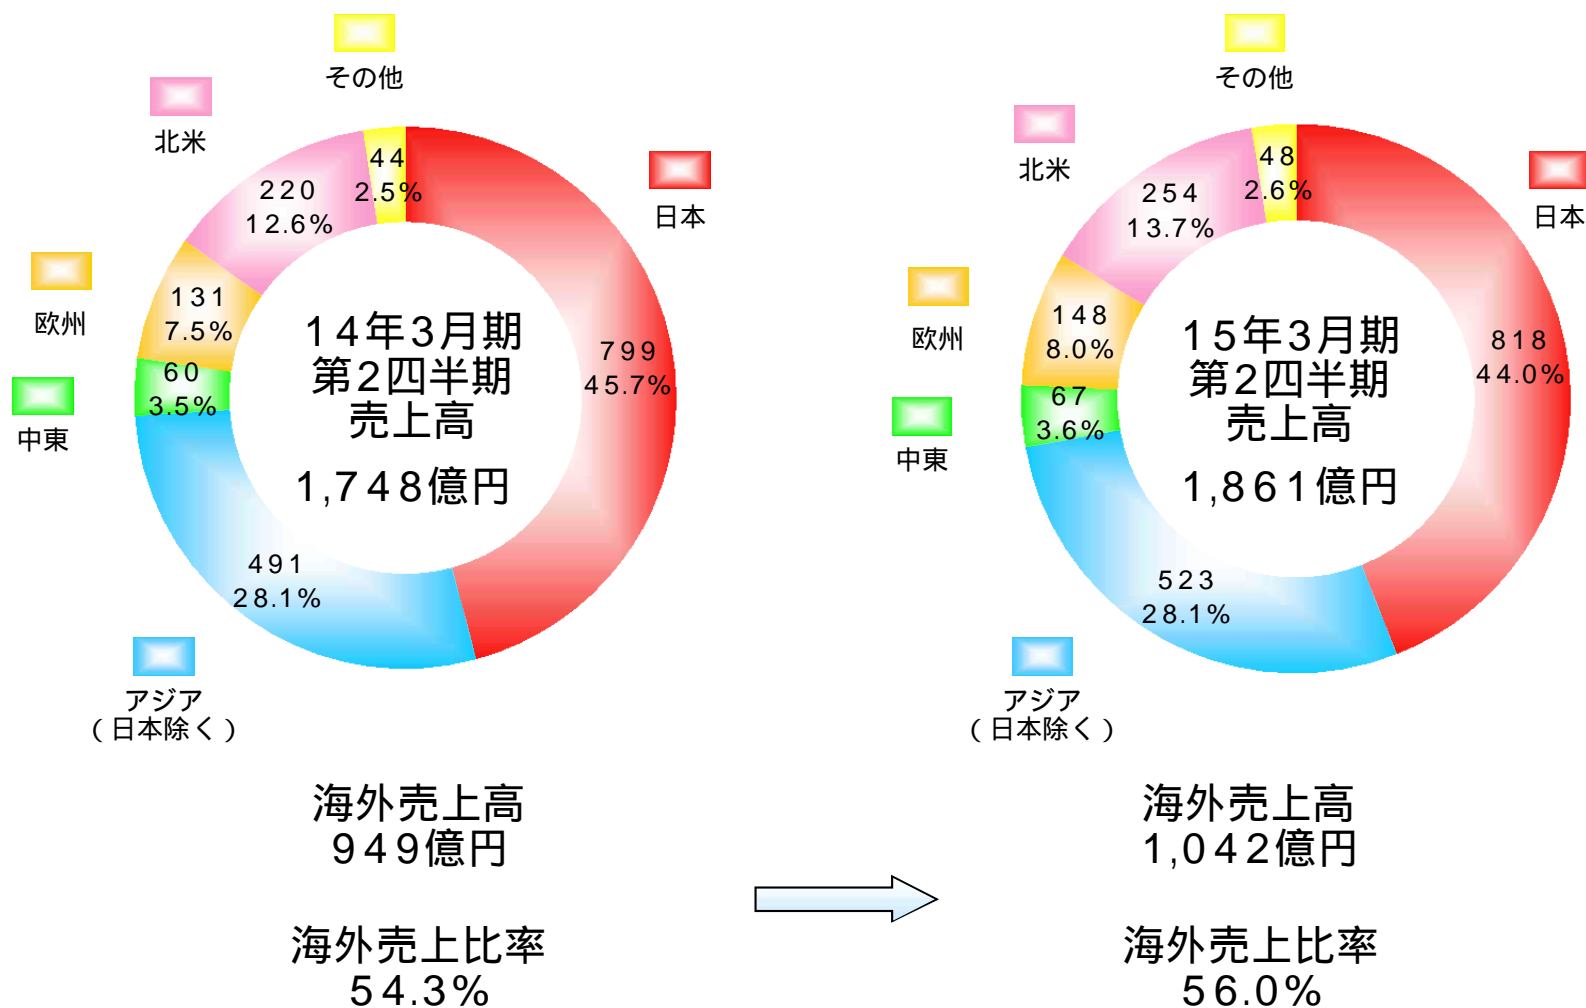 その他
北米
44
2.5%
日本
220
12.6%
欧州
131
7.5%
14年3月期
第2四半期
売上高
1,748億円
799
45.7%
中東
60
3.5%
491
28.1%
アジア
(日本除く)
海外売上高
949億円
海外売上比率
54.3%
その他
北米
48
2.6%
日本
254
13.7%
欧州
148
8.0%
15年3月期
第2四半期
売上高
1,861億円
818
44.0%
中東
67
3.6%
523
28.1%
アジア
(日本除く)
海外売上高
1,042億円
海外売上比率
56.0%